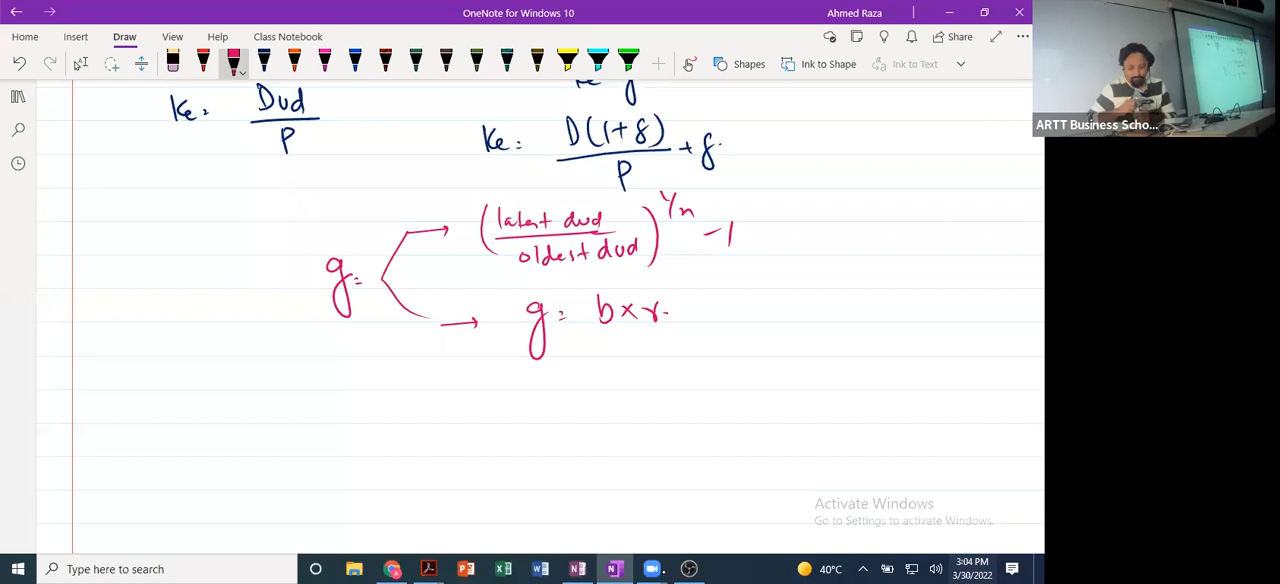 OneNote for Windows 10
Ahmed Raza
Home Insert Draw View Help Class Notebook
Share
Shapes Ink to Shape Ink to Text
ARTT Business Scho...
Ke = Dvd / P
Ke = D(1+g) / P + g
g = (latest dvd / oldest dvd)^1/n - 1
g = b × r
Activate Windows
Go to Settings to activate Windows.
Type here to search
40°C
3:04 PM
3/30/2022